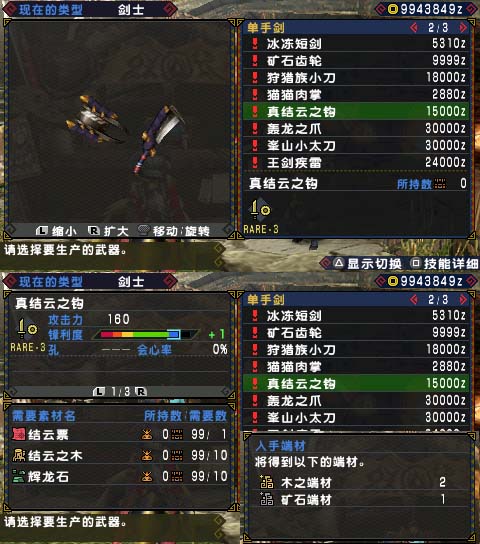 现在的类型 剑士
9943849z
单手剑 2/3
冰冻短剑 5310z
矿石齿轮 9999z
狩猎族小刀 18000z
猫猫肉掌 2880z
真结云之钩 15000z
轰龙之爪 30000z
峯山小太刀 30000z
王剑疾雷 24000z
真结云之钩 所持数 0
RARE-3
L 缩小 R 扩大 移动/旋转
请选择要生产的武器。
△显示切换 □技能详细
现在的类型 剑士
9943849z
真结云之钩
攻击力 160
锋利度 +1
RARE-3
孔 --- 会心率 0%
L 1/3 R
需要素材名 所持数/需要数
结云票 0 99/ 1
结云之木 0 99/10
辉龙石 0 99/10
请选择要生产的武器。
单手剑 2/3
冰冻短剑 5310z
矿石齿轮 9999z
狩猎族小刀 18000z
猫猫肉掌 2880z
真结云之钩 15000z
轰龙之爪 30000z
峯山小太刀 30000z
入手端材
将得到以下的端材。
木之端材 2
矿石端材 1